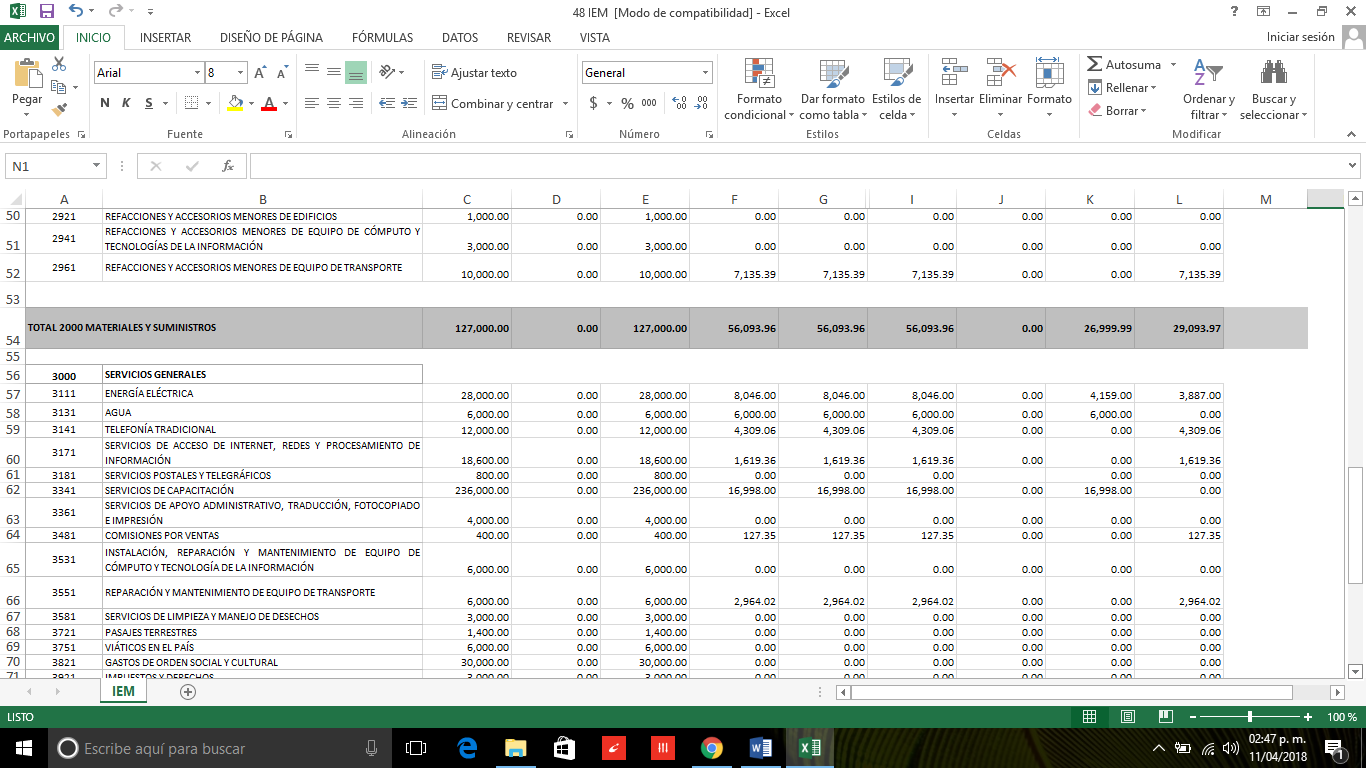 48 IEM [Modo de compatibilidad] - Excel
ARCHIVO INICIO INSERTAR DISEÑO DE PÁGINA FÓRMULAS DATOS REVISAR VISTA Iniciar sesión
Arial 8 Ajustar texto General Autosuma
Pegar N K S Combinar y centrar $ % 000 Formato condicional Dar formato como tabla Estilos de celda Insertar Eliminar Formato Rellenar Borrar Ordenar y filtrar Buscar y seleccionar
Portapapeles Fuente Alineación Número Estilos Celdas Modificar
N1 fx
A B C D E F G I J K L M
50 2921 REFACCIONES Y ACCESORIOS MENORES DE EDIFICIOS 1,000.00 0.00 1,000.00 0.00 0.00 0.00 0.00 0.00 0.00
REFACCIONES Y ACCESORIOS MENORES DE EQUIPO DE CÓMPUTO Y
51 2941 TECNOLOGÍAS DE LA INFORMACIÓN 3,000.00 0.00 3,000.00 0.00 0.00 0.00 0.00 0.00 0.00
52 2961 REFACCIONES Y ACCESORIOS MENORES DE EQUIPO DE TRANSPORTE 10,000.00 0.00 10,000.00 7,135.39 7,135.39 7,135.39 0.00 0.00 7,135.39
53
54 TOTAL 2000 MATERIALES Y SUMINISTROS 127,000.00 0.00 127,000.00 56,093.96 56,093.96 56,093.96 0.00 26,999.99 29,093.97
55
56 3000 SERVICIOS GENERALES
57 3111 ENERGÍA ELÉCTRICA 28,000.00 0.00 28,000.00 8,046.00 8,046.00 8,046.00 0.00 4,159.00 3,887.00
58 3131 AGUA 6,000.00 0.00 6,000.00 6,000.00 6,000.00 6,000.00 0.00 6,000.00 0.00
59 3141 TELEFONÍA TRADICIONAL 12,000.00 0.00 12,000.00 4,309.06 4,309.06 4,309.06 0.00 0.00 4,309.06
SERVICIOS DE ACCESO DE INTERNET, REDES Y PROCESAMIENTO DE
60 3171 INFORMACIÓN 18,600.00 0.00 18,600.00 1,619.36 1,619.36 1,619.36 0.00 0.00 1,619.36
61 3181 SERVICIOS POSTALES Y TELEGRÁFICOS 800.00 0.00 800.00 0.00 0.00 0.00 0.00 0.00
62 3341 SERVICIOS DE CAPACITACIÓN 236,000.00 0.00 236,000.00 16,998.00 16,998.00 16,998.00 0.00 16,998.00 0.00
SERVICIOS DE APOYO ADMINISTRATIVO, TRADUCCIÓN, FOTOCOPIADO
63 3361 E IMPRESIÓN 4,000.00 0.00 4,000.00 0.00 0.00 0.00 0.00 0.00 0.00
64 3481 COMISIONES POR VENTAS 400.00 0.00 400.00 127.35 127.35 127.35 0.00 0.00 127.35
INSTALACIÓN, REPARACIÓN Y MANTENIMIENTO DE EQUIPO DE
65 3531 CÓMPUTO Y TECNOLOGÍA DE LA INFORMACIÓN 6,000.00 0.00 6,000.00 0.00 0.00 0.00 0.00 0.00 0.00
66 3551 REPARACIÓN Y MANTENIMIENTO DE EQUIPO DE TRANSPORTE 6,000.00 0.00 6,000.00 2,964.02 2,964.02 2,964.02 0.00 0.00 2,964.02
67 3581 SERVICIOS DE LIMPIEZA Y MANEJO DE DESECHOS 3,000.00 0.00 3,000.00 0.00 0.00 0.00 0.00 0.00 0.00
68 3721 PASAJES TERRESTRES 1,400.00 0.00 1,400.00 0.00 0.00 0.00 0.00 0.00 0.00
69 3751 VIÁTICOS EN EL PAÍS 6,000.00 0.00 6,000.00 0.00 0.00 0.00 0.00 0.00 0.00
70 3821 GASTOS DE ORDEN SOCIAL Y CULTURAL 30,000.00 0.00 30,000.00 0.00 0.00 0.00 0.00 0.00 0.00
71 3921 IMPUESTOS Y DERECHOS 3,000.00 0.00 3,000.00 0.00 0.00 0.00 0.00 0.00 0.00
IEM
LISTO 100 %
Escribe aquí para buscar
02:47 p. m.
11/04/2018
1